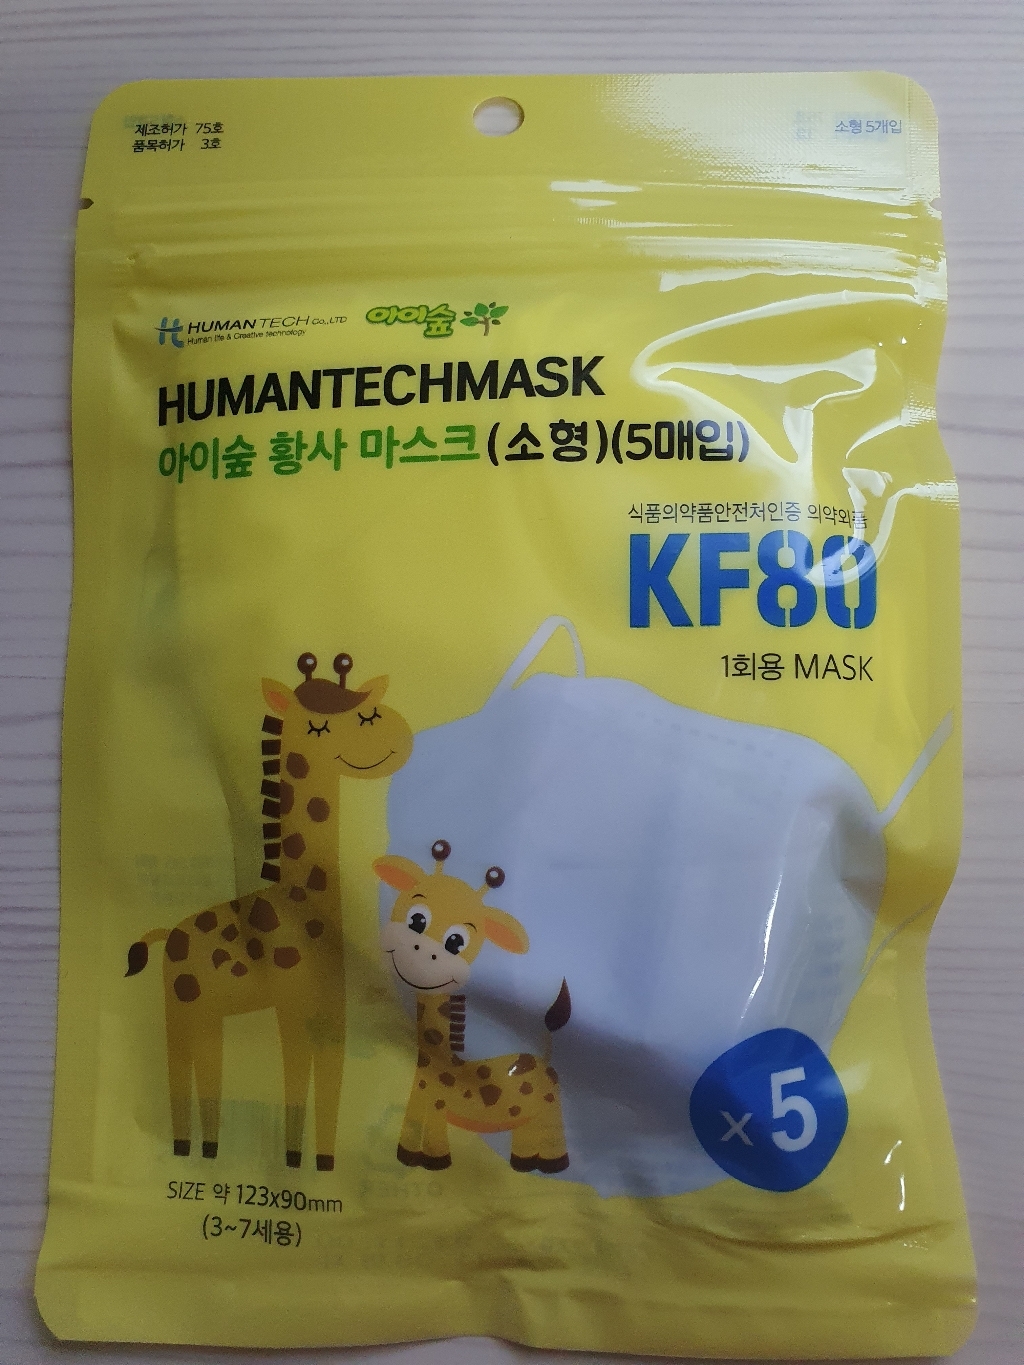 제조허가 75호
품목허가 3호
소형 5개입
HUMAN TECH CO.,LTD
Human life & Creative technology
아이숲
HUMANTECHMASK
아이숲 황사 마스크(소형)(5매입)
식품의약품안전처인증 의약외품
KF80
1회용 MASK
x 5
SIZE 약 123x90mm
(3~7세용)